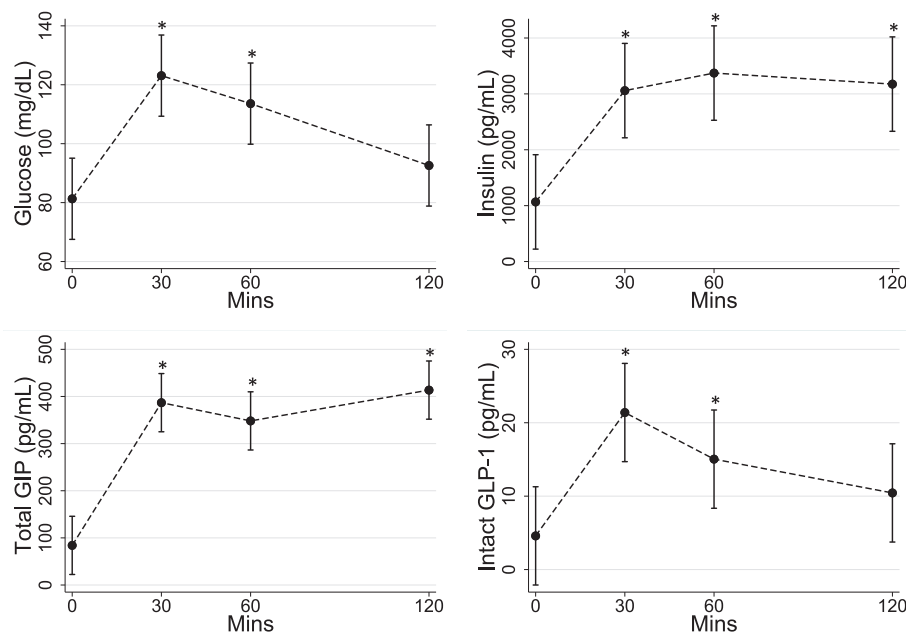 Glucose (mg/dL)
140
120
100
80
60
* *
0 30 60 120
Mins
Insulin (pg/mL)
4000
3000
2000
1000
0
* * *
0 30 60 120
Mins
Total GIP (pg/mL)
500
400
300
200
100
0
* * *
0 30 60 120
Mins
Intact GLP-1 (pg/mL)
30
20
10
0
* *
0 30 60 120
Mins